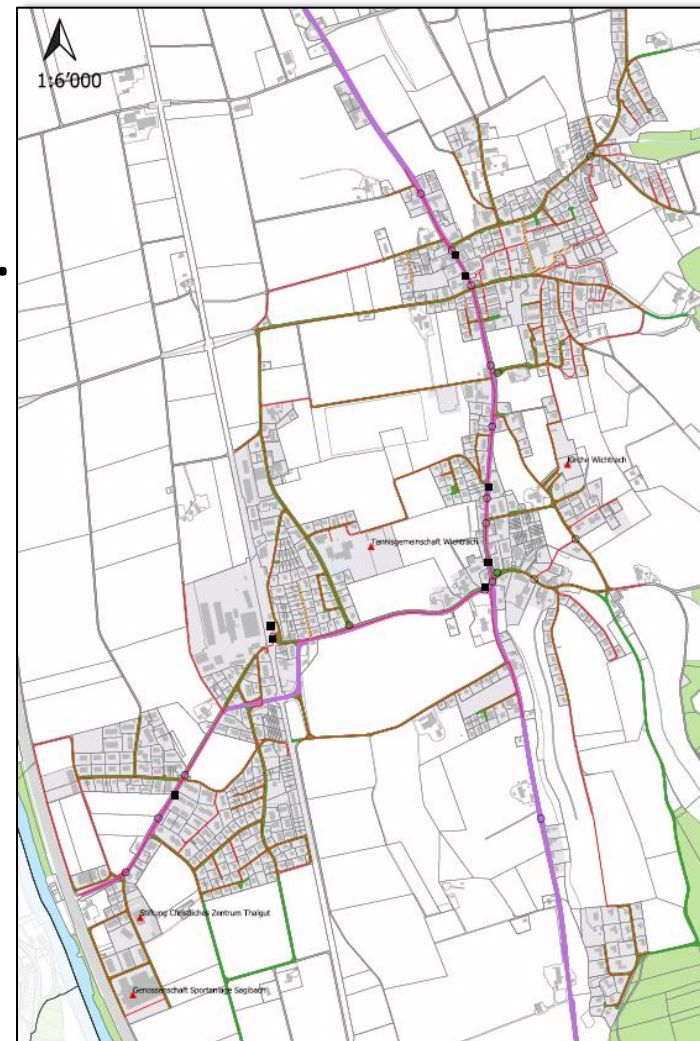 1:6'000
Kirche Wichtrach
Tennisgemeinschaft Wichtrach
Stiftung Christliches Zentrum Thalgut
Genossenschaft Sportanlage Sagibach